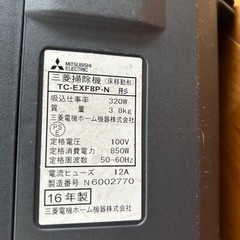 MITSUBISHI
ELECTRIC
三菱掃除機(床移動形)
TC-EXF8P-N 形
吸込仕事率 320W
質量 3.8kg
三菱電機ホーム機器株式会社
PSE
定格電圧 100V
定格消費電力 850W
定格周波数 50-60Hz
電流ヒューズ 12A
製造番号 N6002770
16年製
三菱電機ホーム機器株式会社